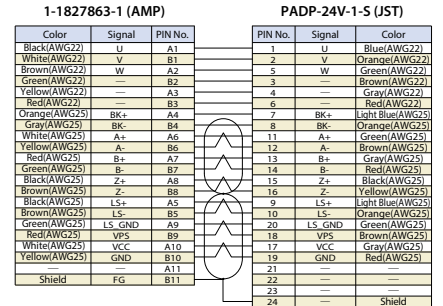 1-1827863-1 (AMP) PADP-24V-1-S (JST)
Color Signal PIN No. PIN No. Signal Color
Black(AWG22) U A1 1 U Blue(AWG22)
White(AWG22) V B1 2 V Orange(AWG22)
Brown(AWG22) W A2 5 W Green(AWG22)
Green(AWG22) — B2 3 — Brown(AWG22)
Yellow(AWG22) — A3 4 — Gray(AWG22)
Red(AWG22) — B3 6 — Red(AWG22)
Orange(AWG25) BK+ A4 7 BK+ Light Blue(AWG25)
Gray(AWG25) BK- B4 8 BK- Orange(AWG25)
White(AWG25) A+ A6 11 A+ Green(AWG25)
Yellow(AWG25) A- B6 12 A- Brown(AWG25)
Red(AWG25) B+ A7 13 B+ Gray(AWG25)
Green(AWG25) B- B7 14 B- Red(AWG25)
Black(AWG25) Z+ A8 15 Z+ Black(AWG25)
Brown(AWG25) Z- B8 16 Z- Yellow(AWG25)
Black(AWG25) LS+ A5 9 LS+ Light Blue(AWG25)
Brown(AWG25) LS- B5 10 LS- Orange(AWG25)
Green(AWG25) LS_GND A9 20 LS_GND Green(AWG25)
Red(AWG25) VPS B9 18 VPS Brown(AWG25)
White(AWG25) VCC A10 17 VCC Gray(AWG25)
Yellow(AWG25) GND B10 19 GND Red(AWG25)
— — A11 21 — —
Shield FG B11 22 — —
23 — —
24 — Shield